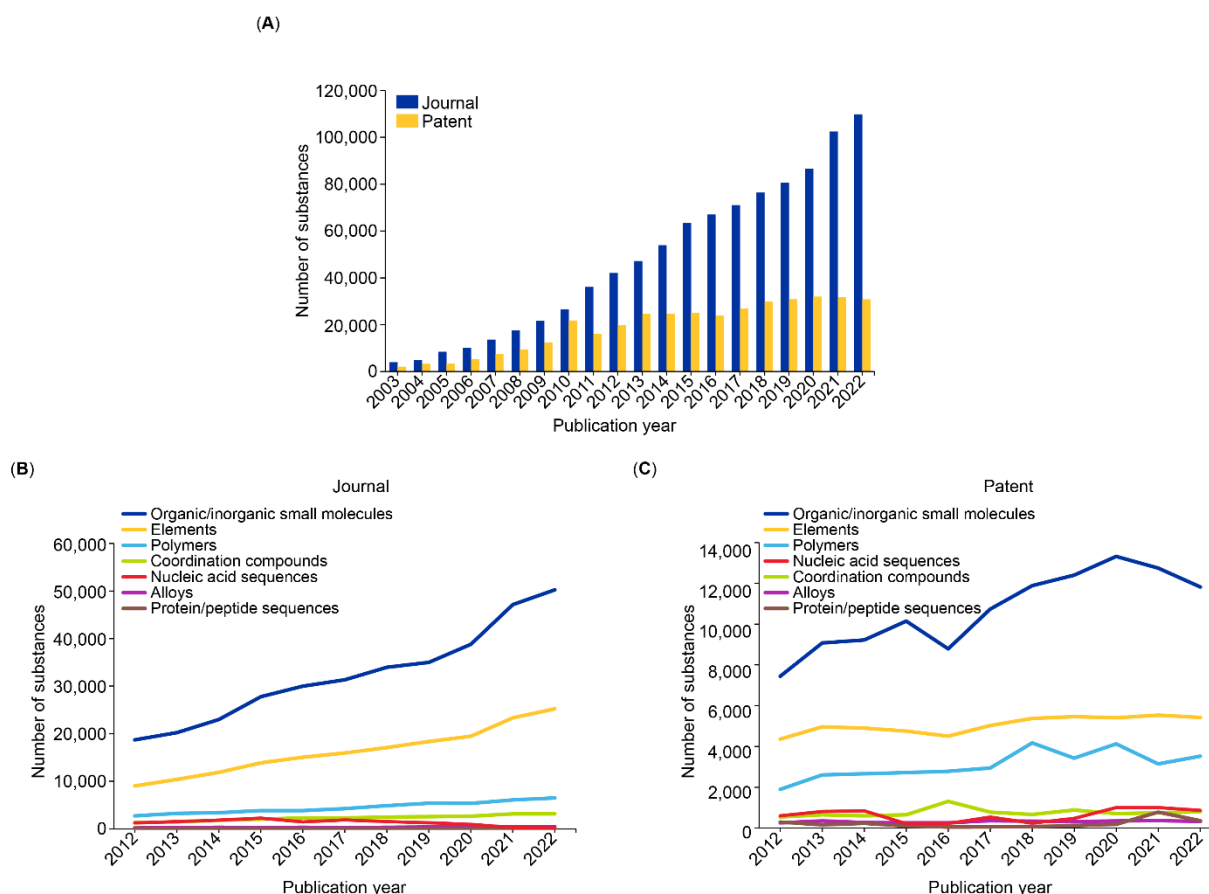 (A)
120,000
100,000
80,000
60,000
40,000
20,000
0
Number of substances
Journal
Patent
2003 2004 2005 2006 2007 2008 2009 2010 2011 2012 2013 2014 2015 2016 2017 2018 2019 2020 2021 2022
Publication year
(B)
Journal
Organic/inorganic small molecules
Elements
Polymers
Coordination compounds
Nucleic acid sequences
Alloys
Protein/peptide sequences
60,000
50,000
40,000
30,000
20,000
10,000
0
Number of substances
2012 2013 2014 2015 2016 2017 2018 2019 2020 2021 2022
Publication year
(C)
Patent
Organic/inorganic small molecules
Elements
Polymers
Nucleic acid sequences
Coordination compounds
Alloys
Protein/peptide sequences
14,000
12,000
10,000
8,000
6,000
4,000
2,000
0
Number of substances
2012 2013 2014 2015 2016 2017 2018 2019 2020 2021 2022
Publication year